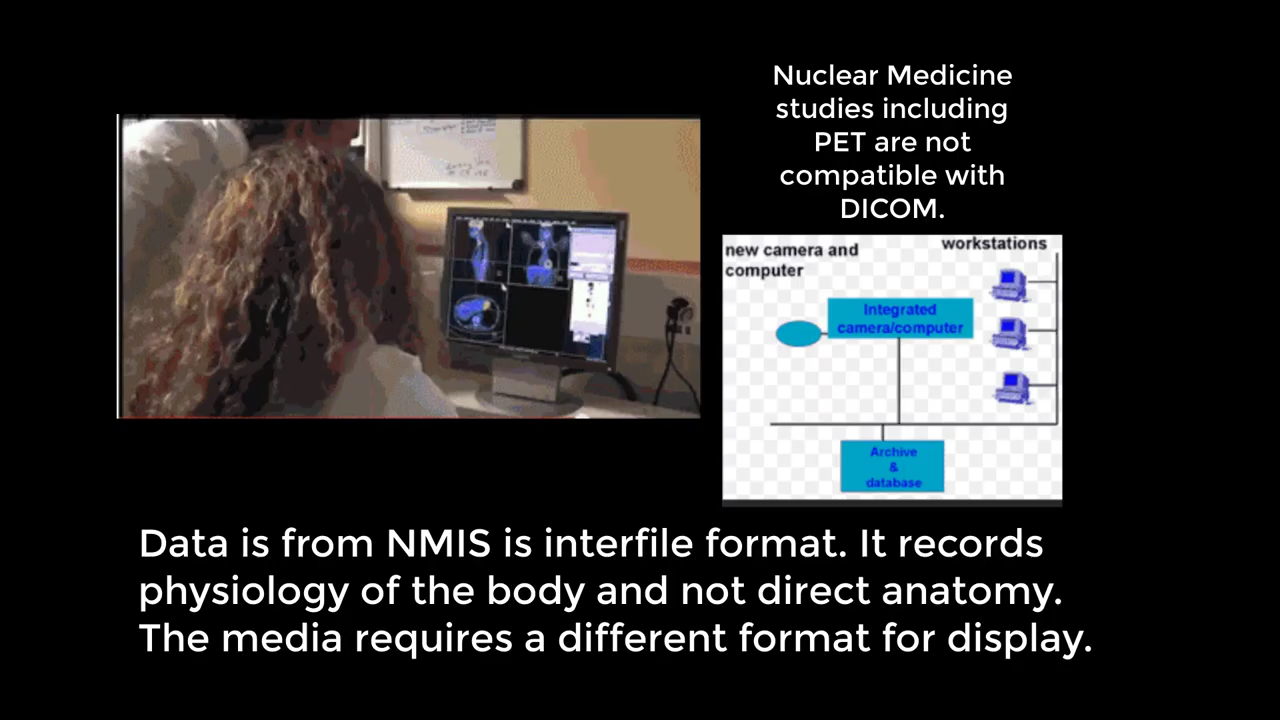 Nuclear Medicine
studies including
PET are not
compatible with
DICOM.
new camera and
computer
workstations
Integrated
camera/computer
Archive
&
database
Data is from NMIS is interfile format. It records
physiology of the body and not direct anatomy.
The media requires a different format for display.